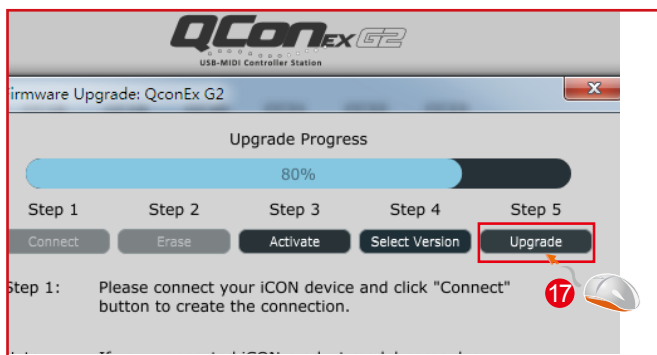 QConEX G2
USB-MIDI Controller Station
irmware Upgrade: QconEx G2
x
Upgrade Progress
80%
Step 1 Step 2 Step 3 Step 4 Step 5
Connect Erase Activate Select Version Upgrade
Step 1: Please connect your iCON device and click "Connect"
button to create the connection.
17